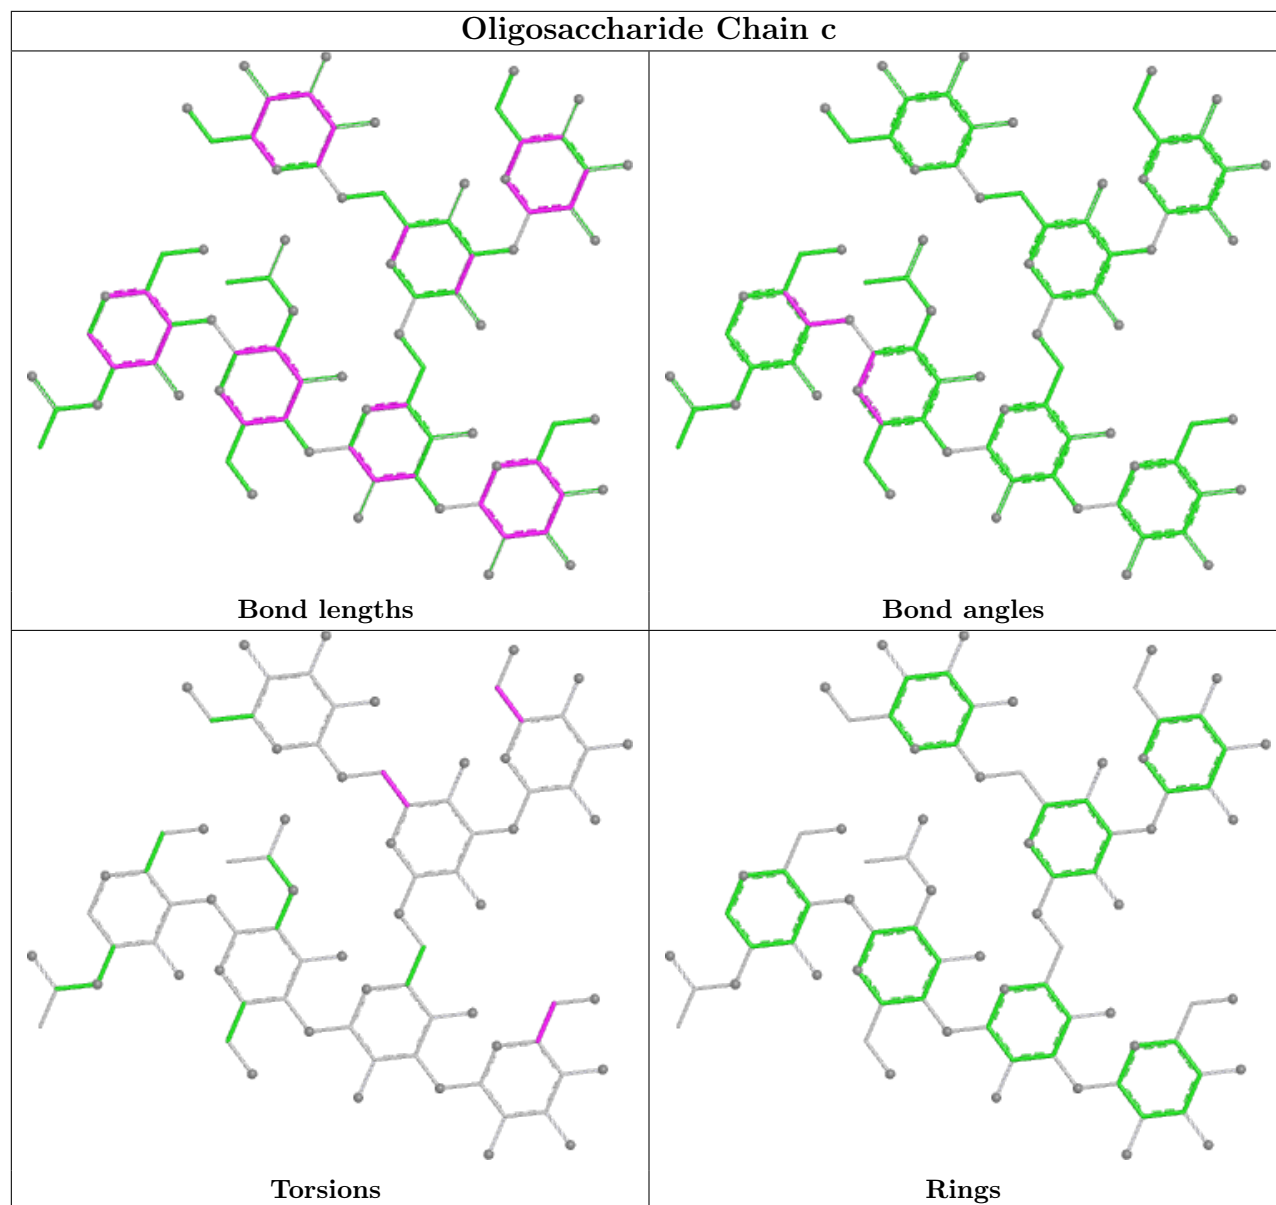 Oligosaccharide Chain c
Bond lengths
Bond angles
Torsions
Rings